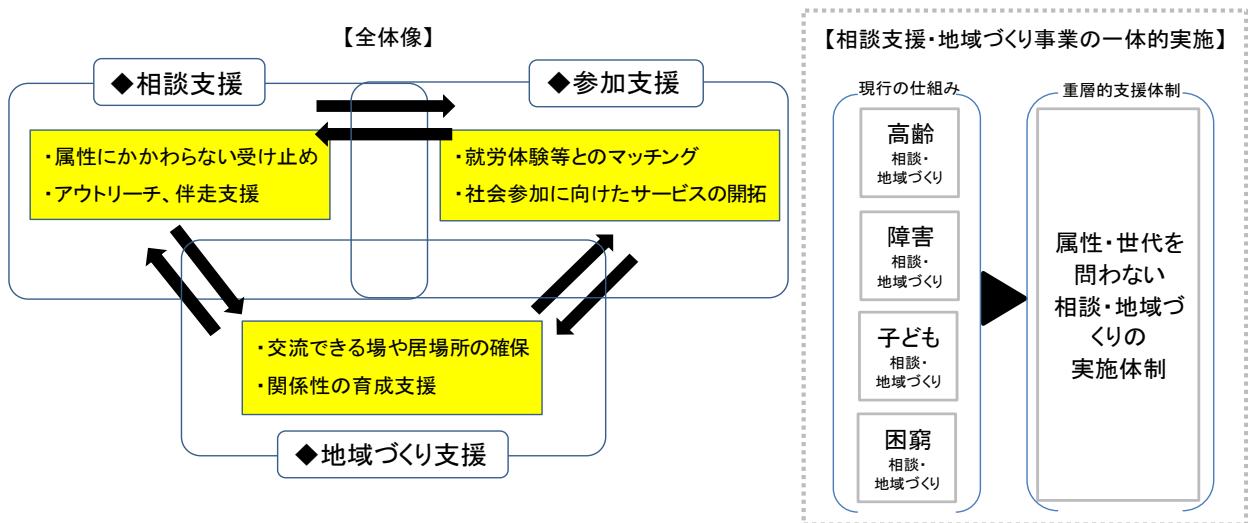 【全体像】
◆相談支援
◆参加支援
・属性にかかわらない受け止め
・アウトリーチ、伴走支援
・就労体験等とのマッチング
・社会参加に向けたサービスの開拓
・交流できる場や居場所の確保
・関係性の育成支援
◆地域づくり支援
【相談支援・地域づくり事業の一体的実施】
現行の仕組み
高齢
相談・
地域づくり
障害
相談・
地域づくり
子ども
相談・
地域づくり
困窮
相談・
地域づくり
重層的支援体制
属性・世代を
問わない
相談・地域づ
くりの
実施体制